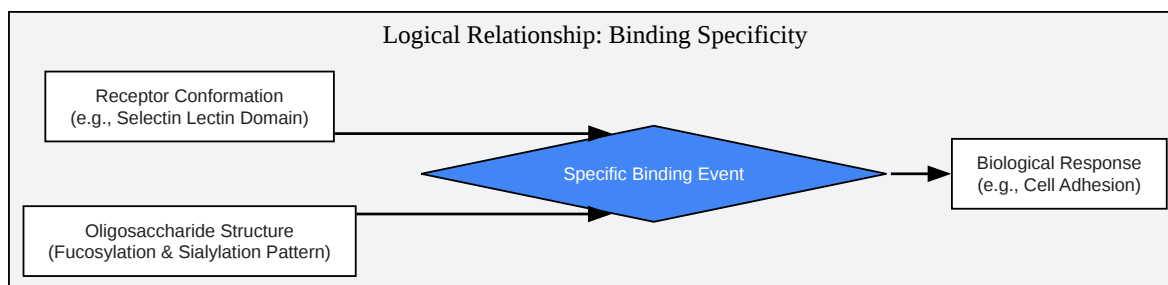 Logical Relationship: Binding Specificity
Receptor Conformation
(e.g., Selectin Lectin Domain)
Specific Binding Event
Biological Response
(e.g., Cell Adhesion)
Oligosaccharide Structure
(Fucosylation & Sialylation Pattern)